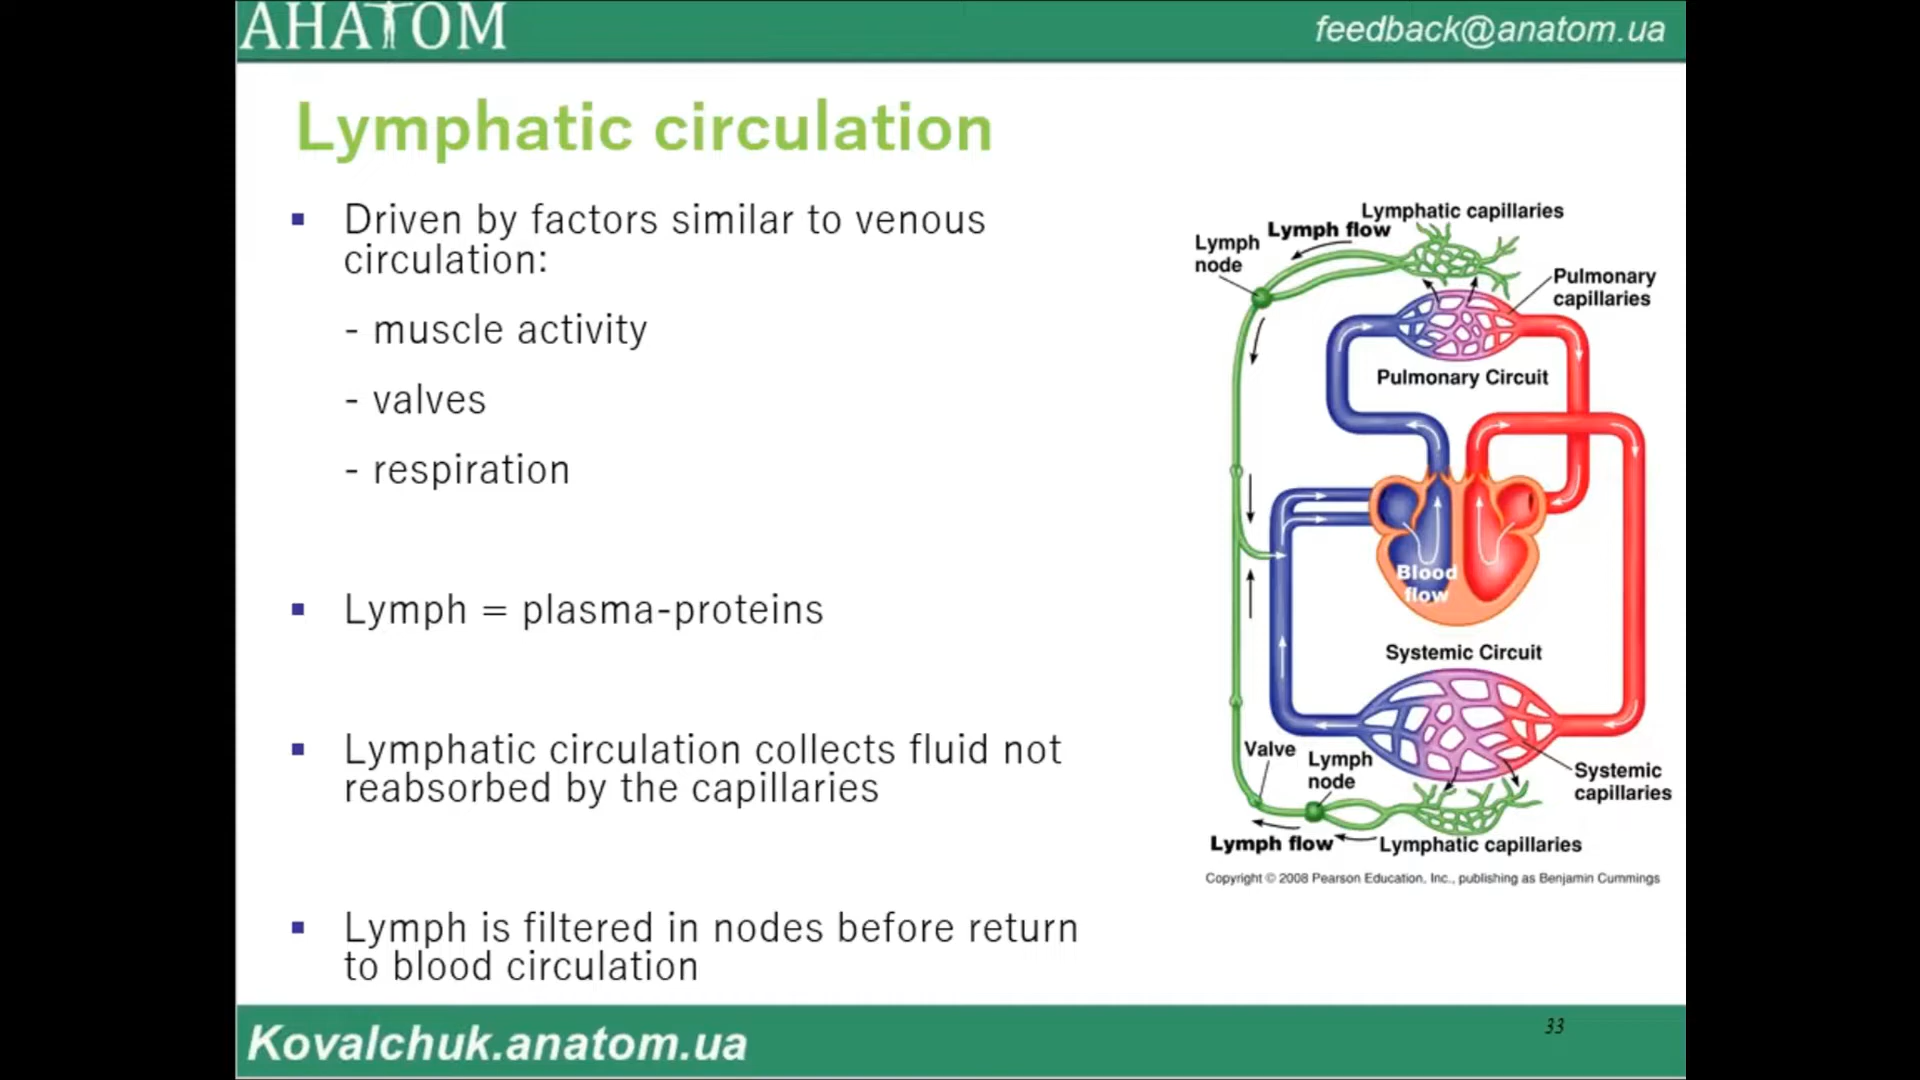 АНАТОМ
feedback@anatom.ua
Lymphatic circulation
▪ Driven by factors similar to venous
circulation:
- muscle activity
- valves
- respiration
▪ Lymph = plasma-proteins
▪ Lymphatic circulation collects fluid not
reabsorbed by the capillaries
▪ Lymph is filtered in nodes before return
to blood circulation
Lymphatic capillaries
Lymph flow
Lymph
node
Pulmonary
capillaries
Pulmonary Circuit
Blood
flow
Systemic Circuit
Valve
Lymph
node
Systemic
capillaries
Lymph flow
Lymphatic capillaries
Copyright © 2008 Pearson Education, Inc., publishing as Benjamin Cummings
Kovalchuk.anatom.ua
33